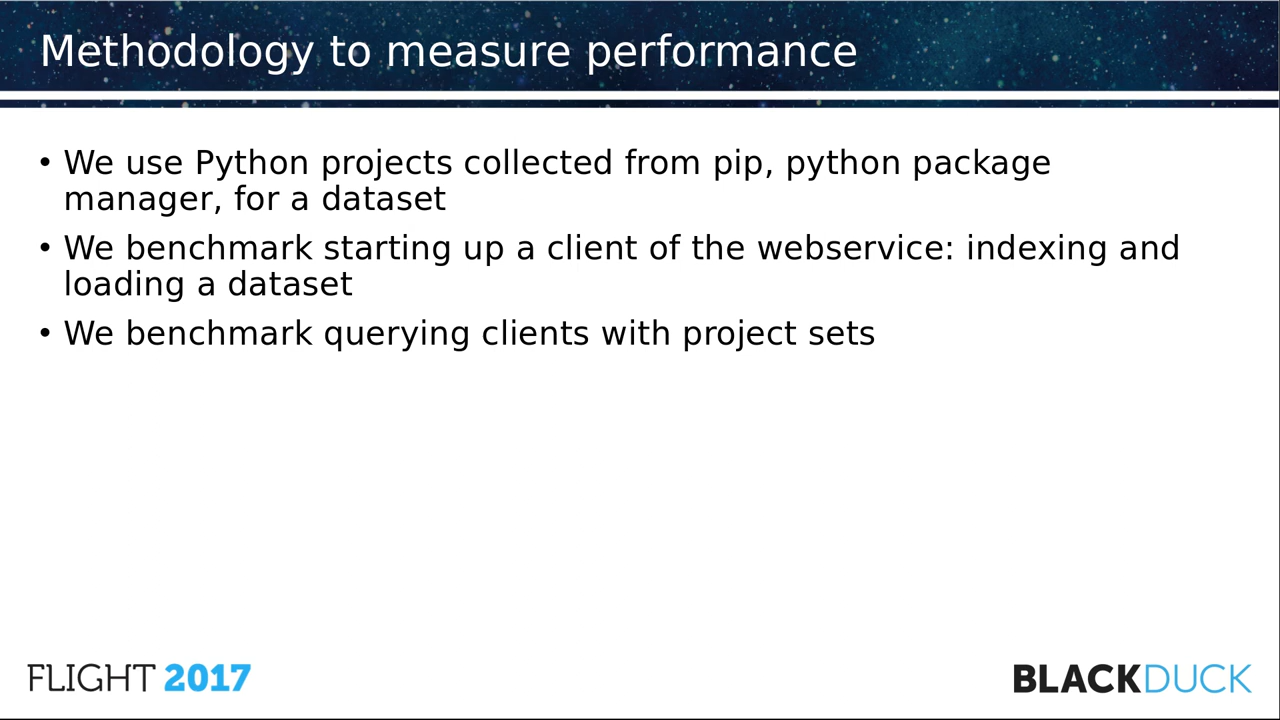 Methodology to measure performance
• We use Python projects collected from pip, python package
manager, for a dataset
• We benchmark starting up a client of the webservice: indexing and
loading a dataset
• We benchmark querying clients with project sets
FLIGHT 2017
BLACKDUCK